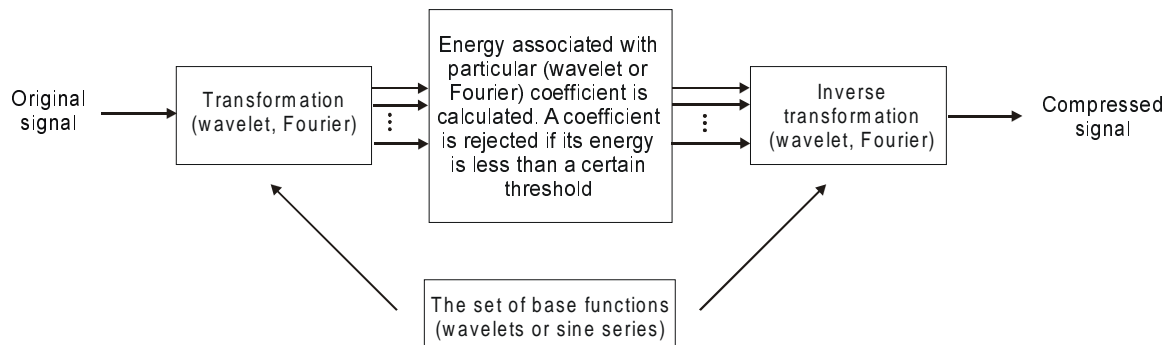 Original
signal
Transformation
(wavelet, Fourier)
Energy associated with
particular (wavelet or
Fourier) coefficient is
calculated. A coefficient
is rejected if its energy
is less than a certain
threshold
Inverse
transformation
(wavelet, Fourier)
Compressed
signal
The set of base functions
(wavelets or sine series)